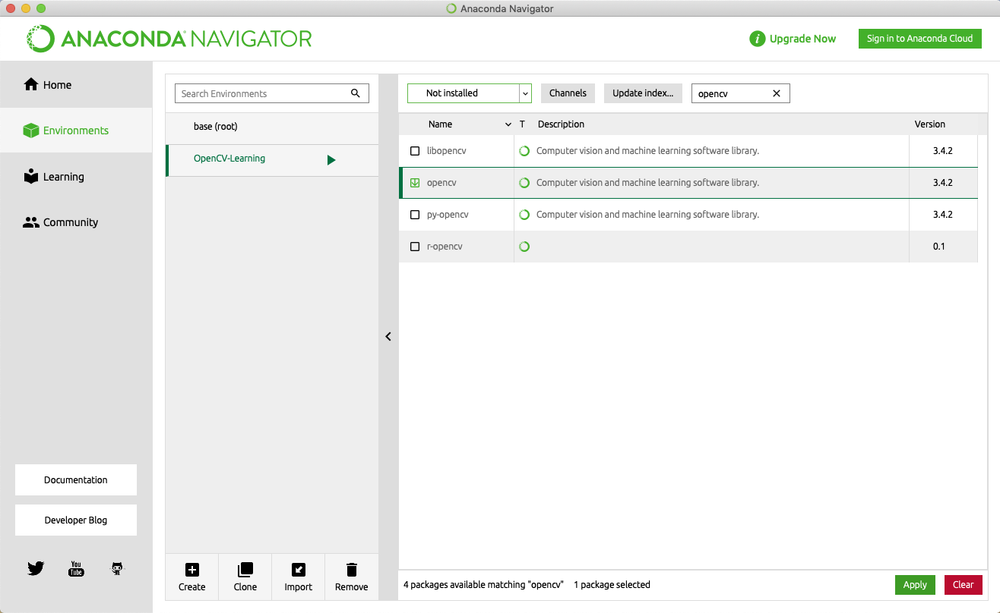 Anaconda Navigator
ANACONDA NAVIGATOR
i Upgrade Now
Sign in to Anaconda Cloud
Home
Environments
Learning
Community
Documentation
Developer Blog
You Tube
Search Environments
base (root)
OpenCV-Learning
Create Clone Import Remove
Not installed Channels Update index... opencv
Name T Description Version
libopencv Computer vision and machine learning software library. 3.4.2
opencv Computer vision and machine learning software library. 3.4.2
py-opencv Computer vision and machine learning software library. 3.4.2
r-opencv 0.1
4 packages available matching "opencv" 1 package selected
Apply Clear